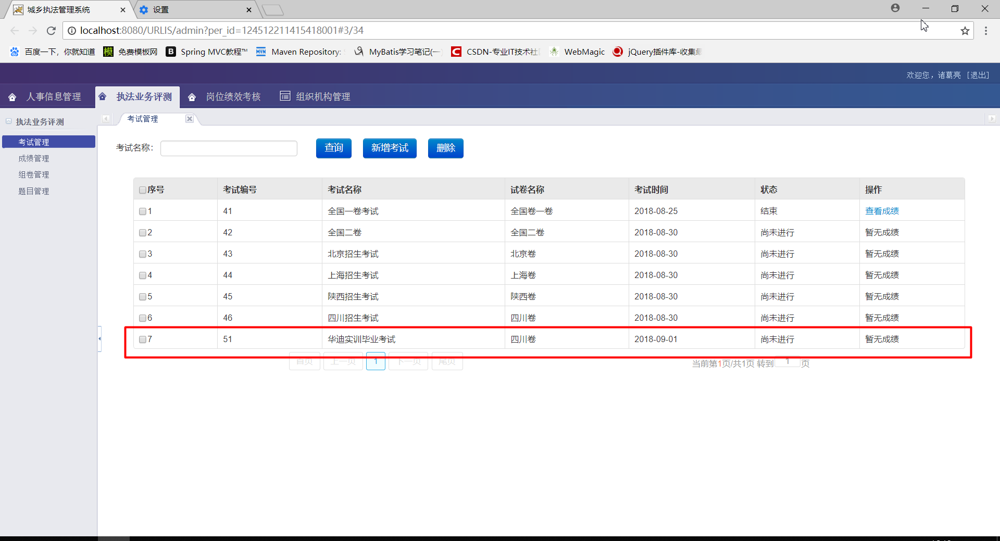 城乡执法管理系统
设置
localhost:8080/URLIS/admin?per_id=124512211415418001#3/34
百度一下，你就知道 模 免费模板网 B Spring MVC教程™ MVN Maven Repository: MyBatis学习笔记(一 C CSDN-专业IT技术社 WebMagic jQuery插件库-收集最
欢迎您，诸葛亮 [退出]
人事信息管理 执法业务评测 岗位绩效考核 组织机构管理
执法业务评测
考试管理
成绩管理
组卷管理
题目管理
考试管理
考试名称： 查询 新增考试 删除
序号 考试编号 考试名称 试卷名称 考试时间 状态 操作
1 41 全国一卷考试 全国卷一卷 2018-08-25 结束 查看成绩
2 42 全国二卷 全国二卷 2018-08-30 尚未进行 暂无成绩
3 43 北京招生考试 北京卷 2018-08-30 尚未进行 暂无成绩
4 44 上海招生考试 上海卷 2018-08-30 尚未进行 暂无成绩
5 45 陕西招生考试 陕西卷 2018-08-30 尚未进行 暂无成绩
6 46 四川招生考试 四川卷 2018-08-30 尚未进行 暂无成绩
7 51 华迪实训毕业考试 四川卷 2018-09-01 尚未进行 暂无成绩
首页 上一页 1 下一页 尾页 当前第1页/共1页 转到 1 页